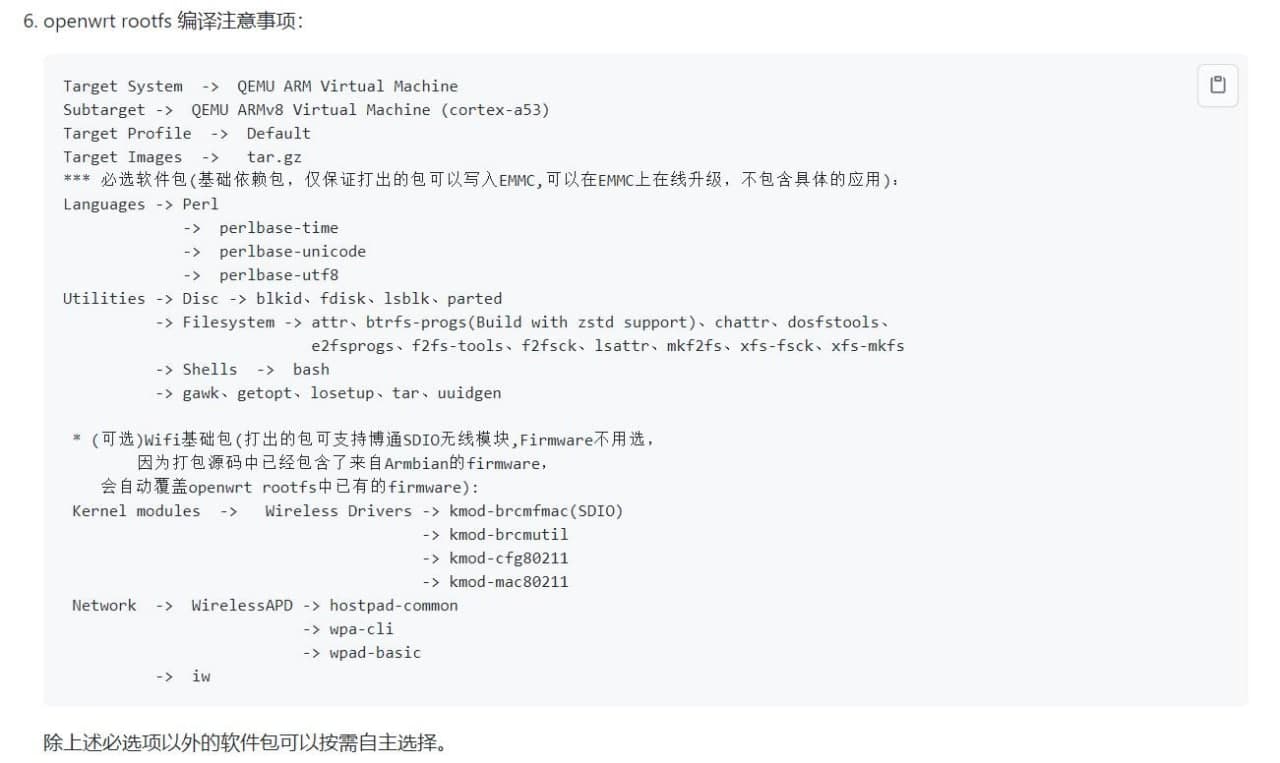 6. openwrt rootfs 编译注意事项：
Target System  ->  QEMU ARM Virtual Machine
Subtarget ->  QEMU ARMv8 Virtual Machine (cortex-a53)
Target Profile  ->  Default
Target Images  ->   tar.gz
*** 必选软件包(基础依赖包，仅保证打出的包可以写入EMMC,可以在EMMC上在线升级，不包含具体的应用)：
Languages -> Perl
             ->  perlbase-time
             ->  perlbase-unicode
             ->  perlbase-utf8
Utilities -> Disc -> blkid、fdisk、lsblk、parted
          -> Filesystem -> attr、btrfs-progs(Build with zstd support)、chattr、dosfstools、
                           e2fsprogs、f2fs-tools、f2fsck、lsattr、mkf2fs、xfs-fsck、xfs-mkfs
          -> Shells  ->  bash
          -> gawk、getopt、losetup、tar、uuidgen
 * (可选)Wifi基础包(打出的包可支持博通SDIO无线模块,Firmware不用选，
        因为打包源码中已经包含了来自Armbian的firmware，
    会自动覆盖openwrt rootfs中已有的firmware)：
 Kernel modules  ->   Wireless Drivers -> kmod-brcmfmac(SDIO)
                                       -> kmod-brcmutil
                                       -> kmod-cfg80211
                                       -> kmod-mac80211
 Network  ->  WirelessAPD -> hostpad-common
                          -> wpa-cli
                          -> wpad-basic
          ->  iw
除上述必选项以外的软件包可以按需自主选择。